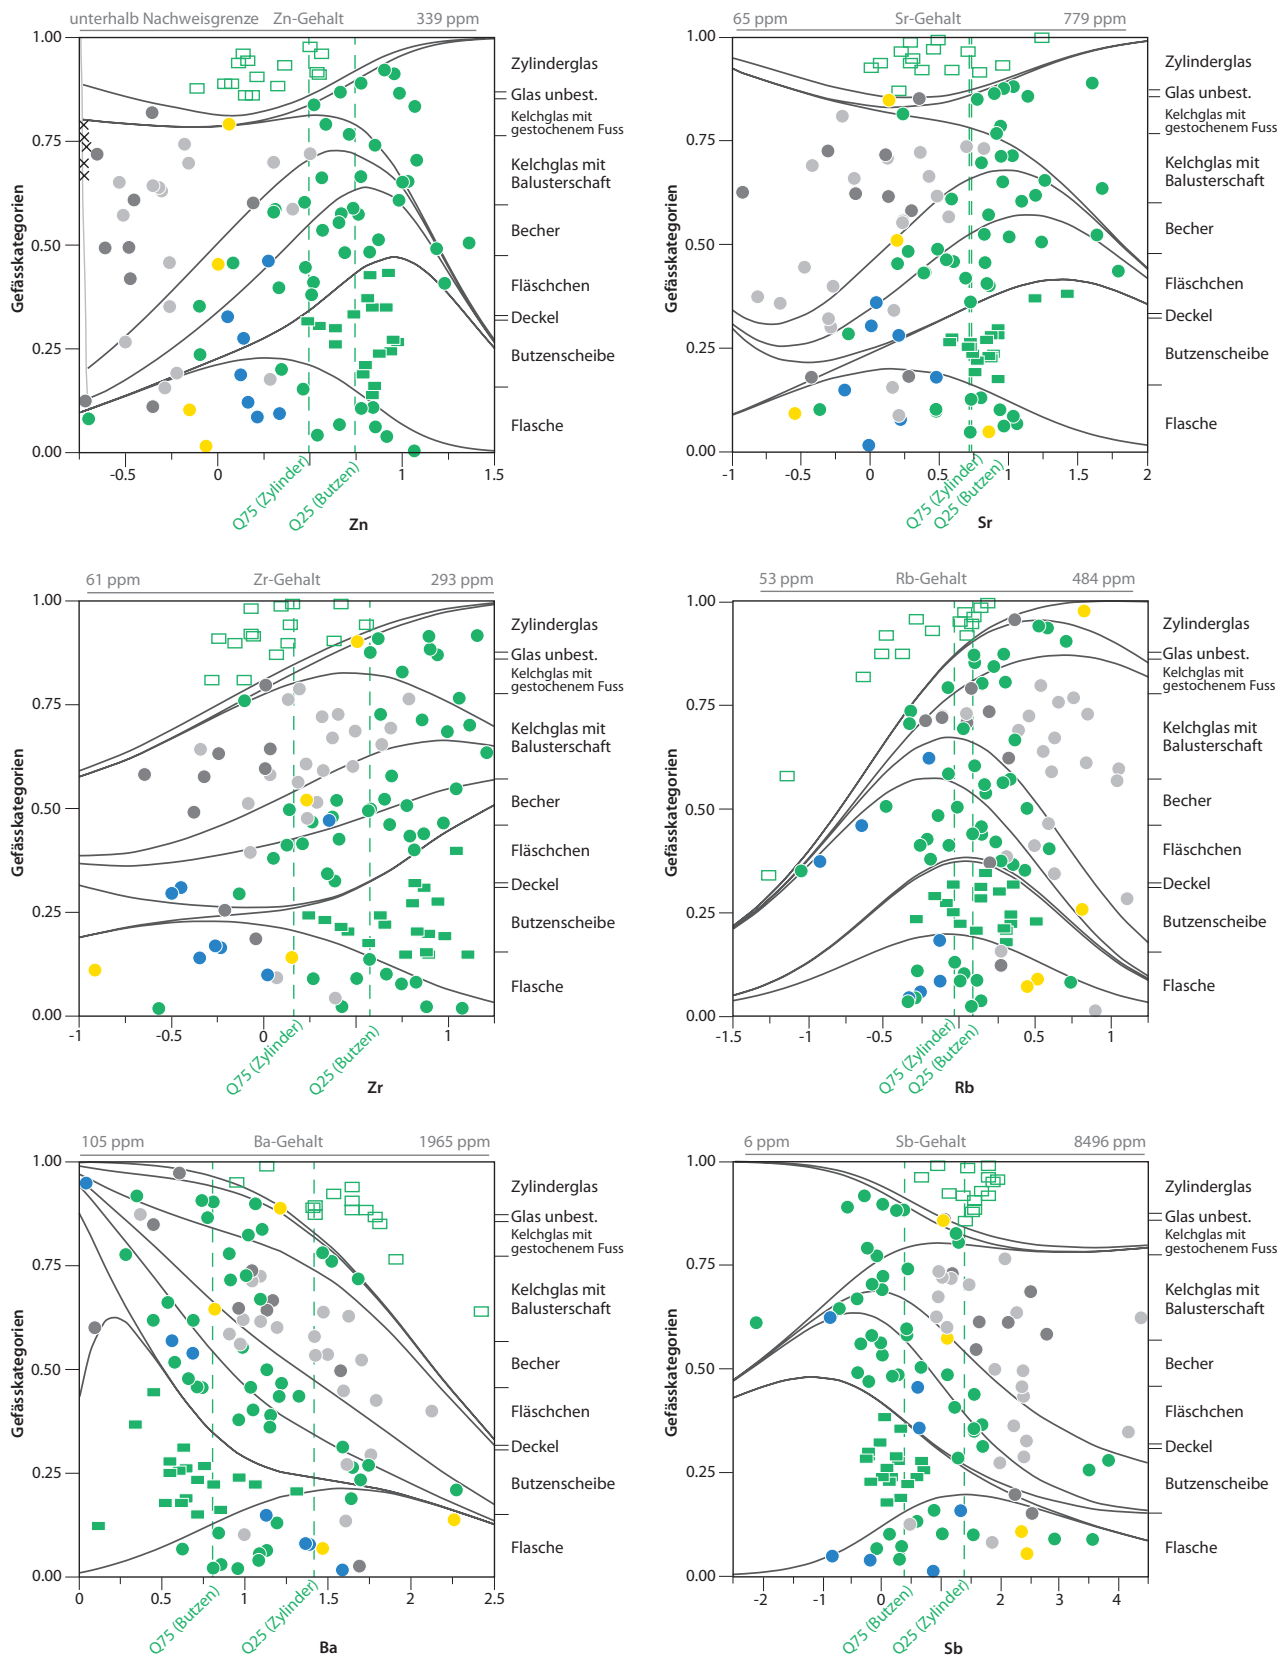 unterhalb Nachweisgrenze Zn-Gehalt 339 ppm
1.00
0.75
0.50
0.25
0.00
Gefässkategorien
Zylinderglas
Glas unbest.
Kelchglas mit
gestochenem Fuss
Kelchglas mit
Balusterschaft
Becher
Fläschchen
Deckel
Butzenscheibe
Flasche
-0.5 0 1 1.5
Q75 (Zylinder)
Q25 (Butzen)
Zn
65 ppm Sr-Gehalt 779 ppm
1.00
0.75
0.50
0.25
0.00
Gefässkategorien
Zylinderglas
Glas unbest.
Kelchglas mit
gestochenem Fuss
Kelchglas mit
Balusterschaft
Becher
Fläschchen
Deckel
Butzenscheibe
Flasche
-1 -0.5 0 0.5 1 1.5 2
Q75 (Zylinder)
Q25 (Butzen)
Sr
61 ppm Zr-Gehalt 293 ppm
1.00
0.75
0.50
0.25
0.00
Gefässkategorien
Zylinderglas
Glas unbest.
Kelchglas mit
gestochenem Fuss
Kelchglas mit
Balusterschaft
Becher
Fläschchen
Deckel
Butzenscheibe
Flasche
-1 -0.5 0 1
Q75 (Zylinder)
Q25 (Butzen)
Zr
53 ppm Rb-Gehalt 484 ppm
1.00
0.75
0.50
0.25
0.00
Gefässkategorien
Zylinderglas
Glas unbest.
Kelchglas mit
gestochenem Fuss
Kelchglas mit
Balusterschaft
Becher
Fläschchen
Deckel
Butzenscheibe
Flasche
-1.5 -0.5 0.5 1
Q75 (Zylinder)
Q25 (Butzen)
Rb
105 ppm Ba-Gehalt 1965 ppm
1.00
0.75
0.50
0.25
0.00
Gefässkategorien
Zylinderglas
Glas unbest.
Kelchglas mit
gestochenem Fuss
Kelchglas mit
Balusterschaft
Becher
Fläschchen
Deckel
Butzenscheibe
Flasche
0 0.5 1 1.5 2 2.5
Q75 (Butzen)
Q25 (Zylinder)
Ba
6 ppm Sb-Gehalt 8496 ppm
1.00
0.75
0.50
0.25
0.00
Gefässkategorien
Zylinderglas
Glas unbest.
Kelchglas mit
gestochenem Fuss
Kelchglas mit
Balusterschaft
Becher
Fläschchen
Deckel
Butzenscheibe
Flasche
-2 -1 0 2 3 4
Q75 (Butzen)
Q25 (Zylinder)
Sb